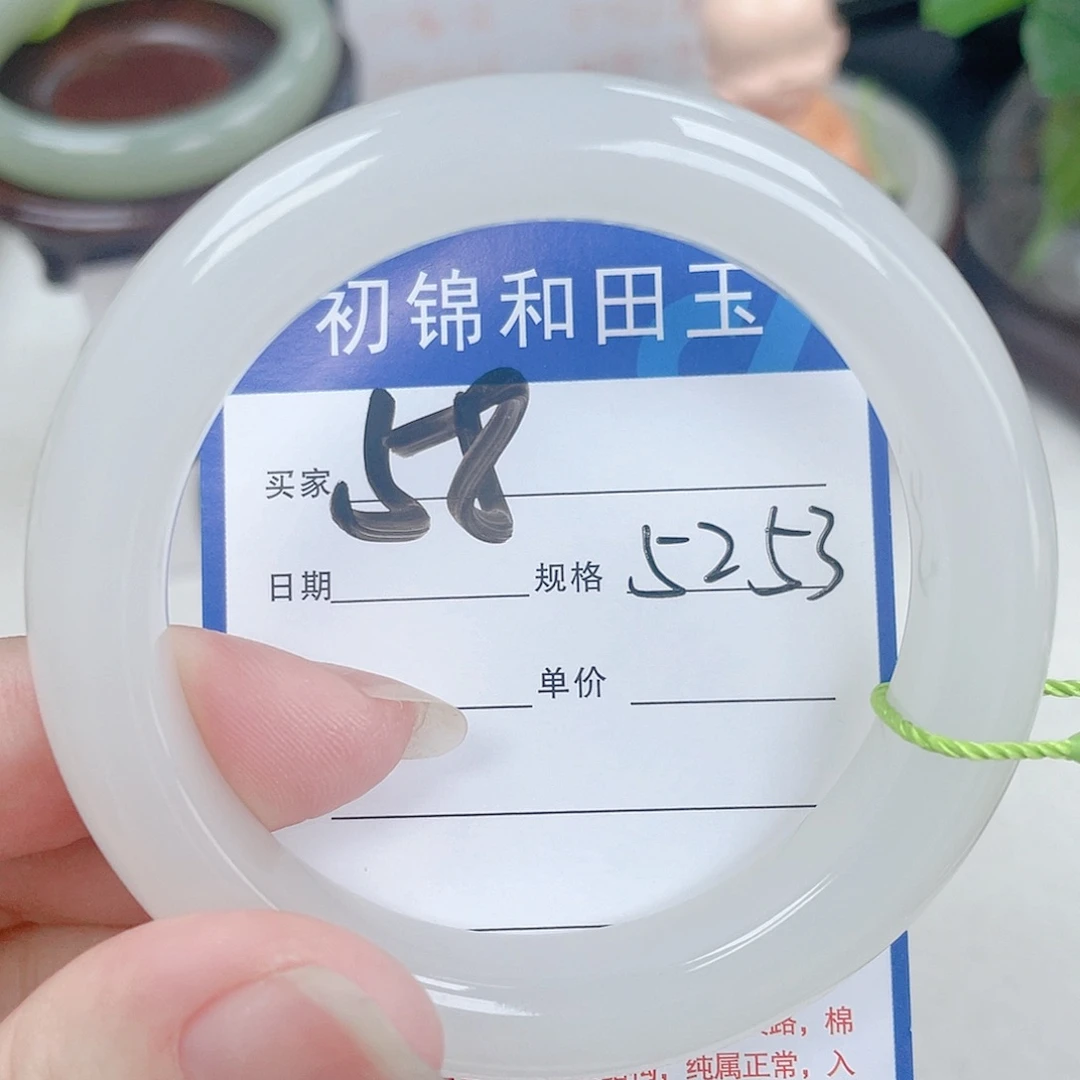 初锦和田玉
买家 58
日期 规格 5253
单价
路，棉
纯属正常，入